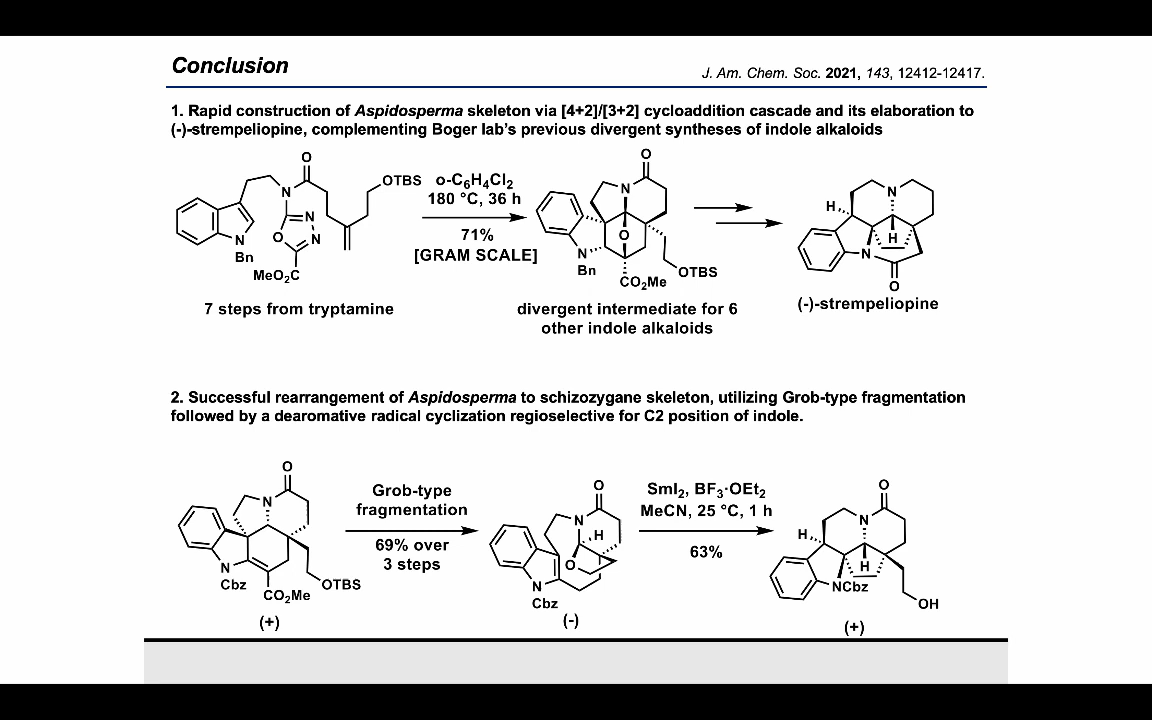 Conclusion
J. Am. Chem. Soc. 2021, 143, 12412-12417.
1. Rapid construction of Aspidosperma skeleton via [4+2]/[3+2] cycloaddition cascade and its elaboration to
(-)-strempeliopine, complementing Boger lab's previous divergent syntheses of indole alkaloids
O
N
OTBS
N
N
O
N
Bn
MeO2C
7 steps from tryptamine
o-C6H4Cl2
180 °C, 36 h
71%
[GRAM SCALE]
O
N
O
N
Bn
CO2Me
OTBS
divergent intermediate for 6
other indole alkaloids
N
H
H
N
O
(-)-strempeliopine
2. Successful rearrangement of Aspidosperma to schizozygane skeleton, utilizing Grob-type fragmentation
followed by a dearomative radical cyclization regioselective for C2 position of indole.
O
N
N
Cbz
CO2Me
OTBS
(+)
Grob-type
fragmentation
69% over
3 steps
O
N
H
O
N
Cbz
(-)
SmI2, BF3·OEt2
MeCN, 25 °C, 1 h
63%
O
N
H
H
NCbz
OH
(+)